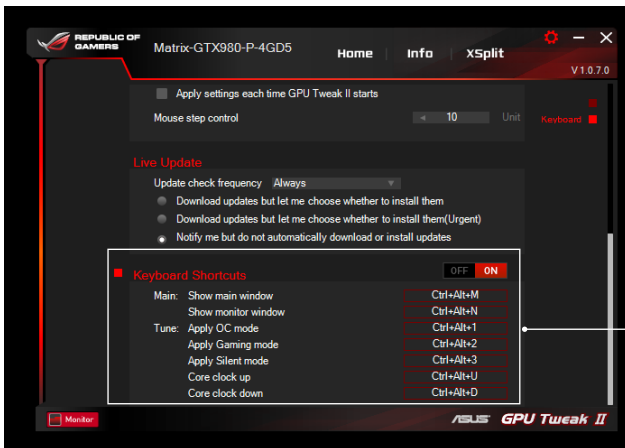 REPUBLIC OF
GAMERS
Matrix-GTX980-P-4GD5
Home
Info
XSplit
V 1.0.7.0
Apply settings each time GPU Tweak II starts
Mouse step control
10
Unit
Keyboard
Live Update
Update check frequency Always
Download updates but let me choose whether to install them
Download updates but let me choose whether to install them(Urgent)
Notify me but do not automatically download or install updates
Keyboard Shortcuts
OFF ON
Main: Show main window Ctrl+Alt+M
Show monitor window Ctrl+Alt+N
Tune: Apply OC mode Ctrl+Alt+1
Apply Gaming mode Ctrl+Alt+2
Apply Silent mode Ctrl+Alt+3
Core clock up Ctrl+Alt+U
Core clock down Ctrl+Alt+D
Monitor
ASUS GPU Tweak II